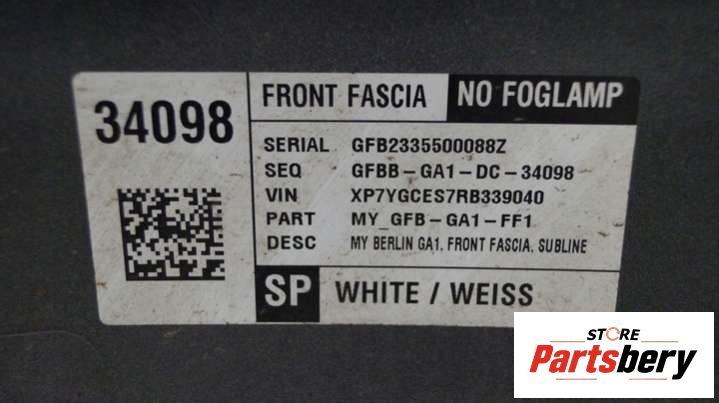 34098
FRONT FASCIA NO FOGLAMP
SERIAL GFB2335500088Z
SEQ GFBB-GA1-DC-34098
VIN XP7YGCES7RB339040
PART MY_GFB-GA1-FF1
DESC MY BERLIN GA1, FRONT FASCIA, SUBLINE
SP WHITE / WEISS
STORE
Partsbery